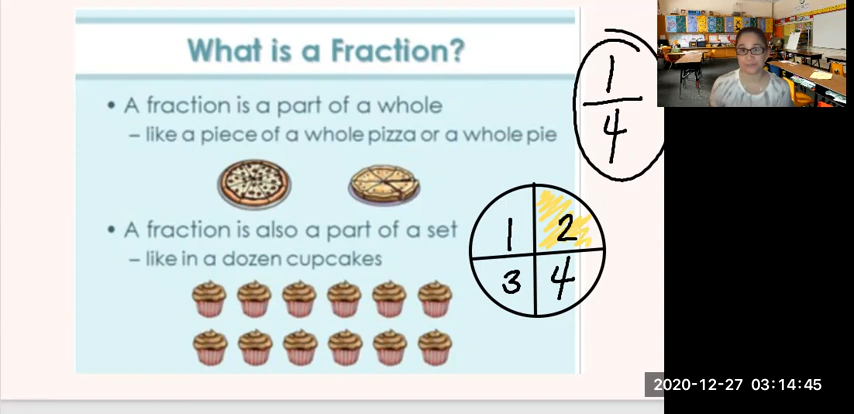 What is a Fraction?
• A fraction is a part of a whole
– like a piece of a whole pizza or a whole pie
• A fraction is also a part of a set
– like in a dozen cupcakes
1
4
1 2
3 4
2020-12-27 03:14:45